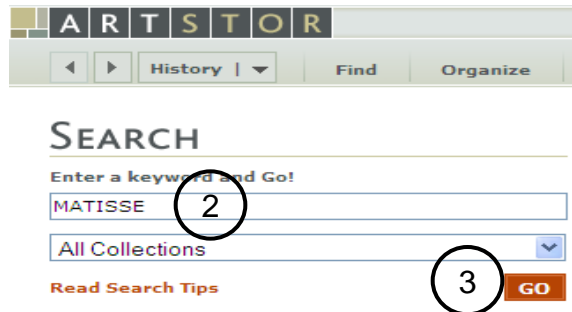 ARTSTOR
History | Find Organize
SEARCH
Enter a keyword and Go!
MATISSE 2
All Collections
Read Search Tips 3 GO